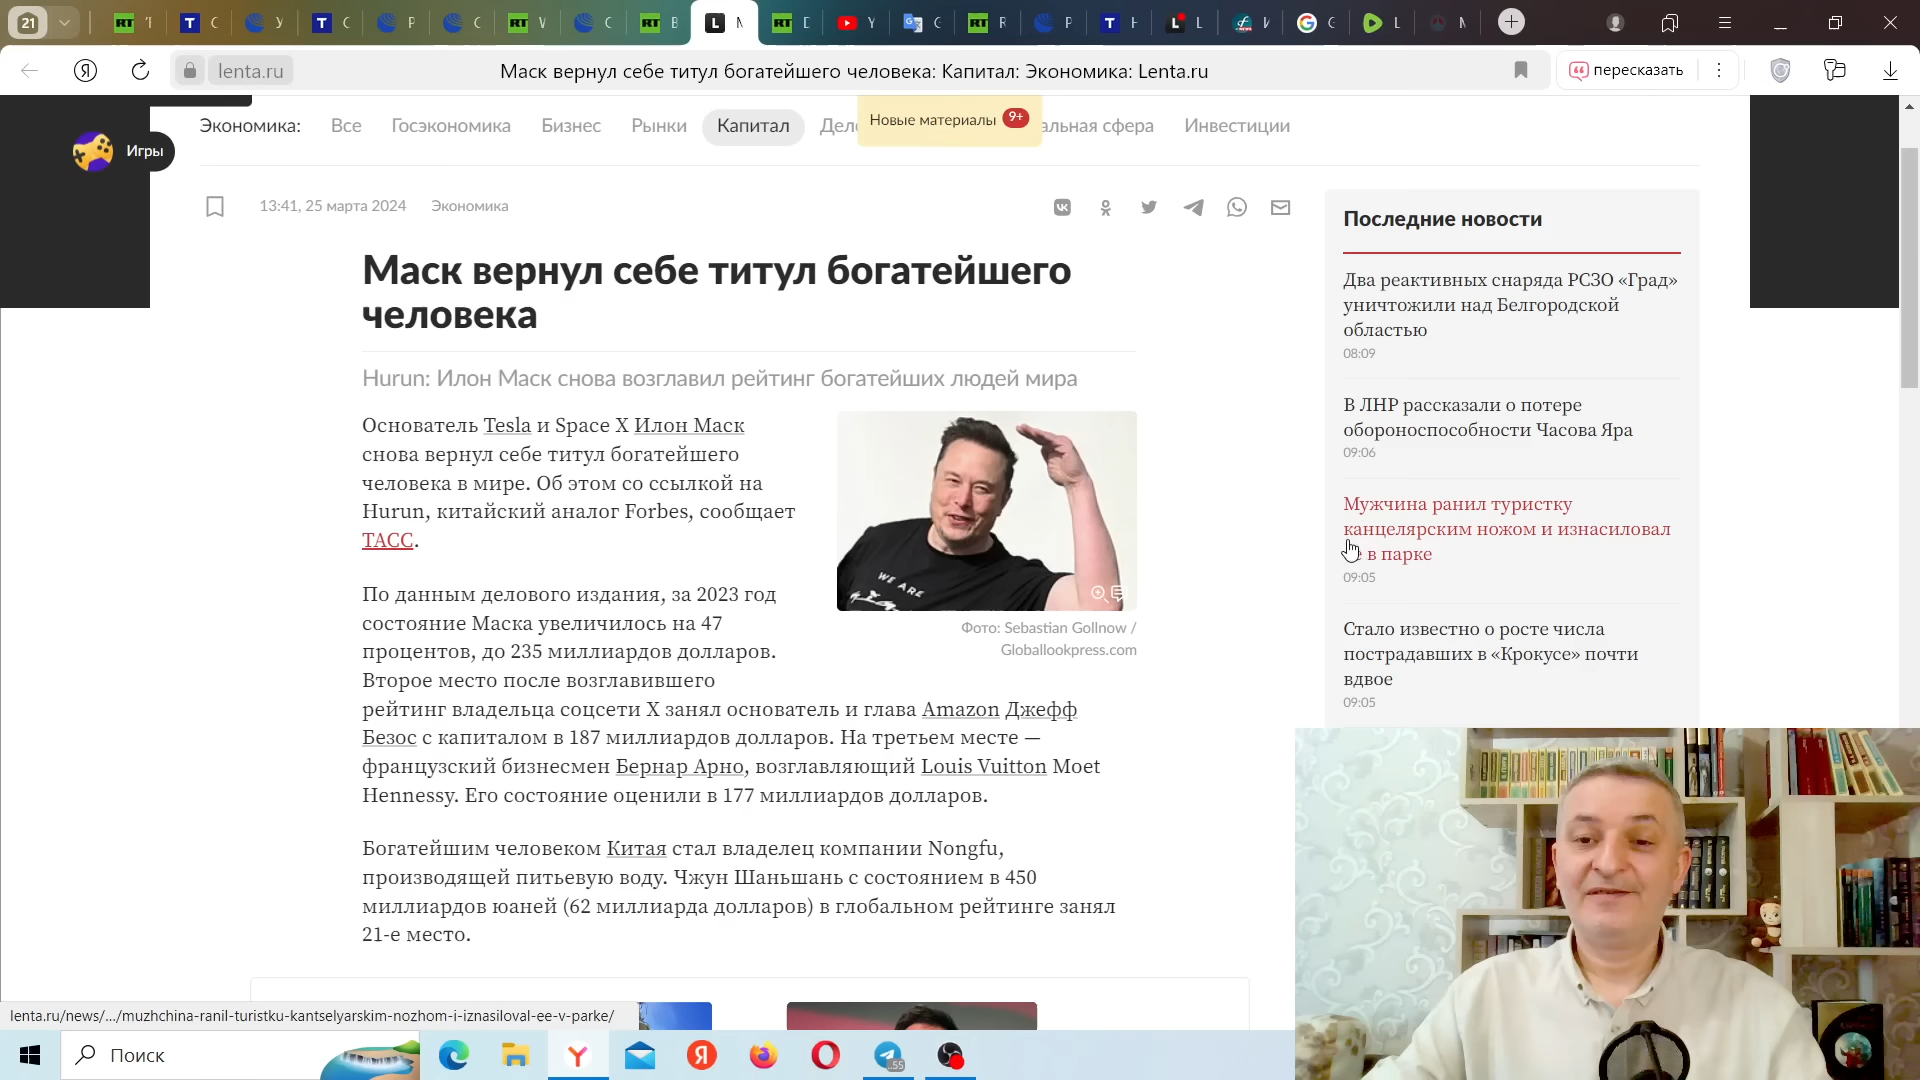 21
lenta.ru
Маск вернул себе титул богатейшего человека: Капитал: Экономика: Lenta.ru
пересказать
Игры
Экономика:
Все
Госэкономика
Бизнес
Рынки
Капитал
Новые материалы 9+
Инвестиции
13:41, 25 марта 2024
Экономика
Маск вернул себе титул богатейшего
человека
Hurun: Илон Маск снова возглавил рейтинг богатейших людей мира
Основатель Tesla и Space X Илон Маск
снова вернул себе титул богатейшего
человека в мире. Об этом со ссылкой на
Hurun, китайский аналог Forbes, сообщает
ТАСС.
WE ARE
Фото: Sebastian Gollnow /
Globallookpress.com
По данным делового издания, за 2023 год
состояние Маска увеличилось на 47
процентов, до 235 миллиардов долларов.
Второе место после возглавившего
рейтинг владельца соцсети X занял основатель и глава Amazon Джефф
Безос с капиталом в 187 миллиардов долларов. На третьем месте —
французский бизнесмен Бернар Арно, возглавляющий Louis Vuitton Moet
Hennessy. Его состояние оценили в 177 миллиардов долларов.
Богатейшим человеком Китая стал владелец компании Nongfu,
производящей питьевую воду. Чжун Шаньшань с состоянием в 450
миллиардов юаней (62 миллиарда долларов) в глобальном рейтинге занял
21-е место.
Последние новости
Два реактивных снаряда РСЗО «Град»
уничтожили над Белгородской
областью
08:09
В ЛНР рассказали о потере
обороноспособности Часова Яра
09:06
Мужчина ранил туристку
канцелярским ножом и изнасиловал
в парке
09:05
Стало известно о росте числа
пострадавших в «Крокусе» почти
вдвое
09:05
lenta.ru/news/…/muzhchina-ranil-turistku-kantselyarskim-nozhom-i-iznasiloval-ee-v-parke/
Поиск
55